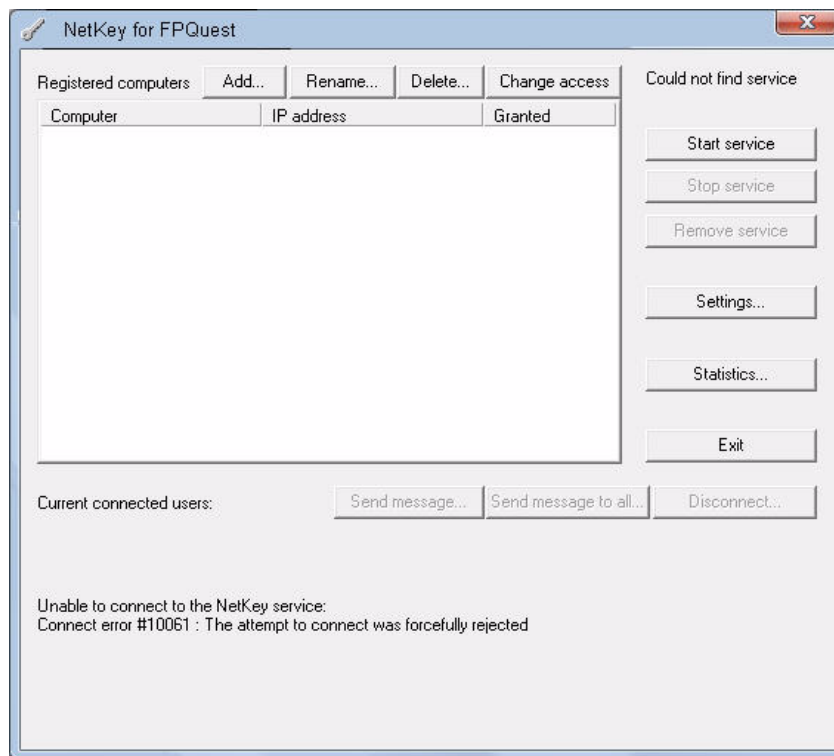 NetKey for FPQuest
Registered computers Add... Rename... Delete... Change access Could not find service
Computer IP address Granted
Start service
Stop service
Remove service
Settings...
Statistics...
Exit
Current connected users: Send message... Send message to all... Disconnect...
Unable to connect to the NetKey service:
Connect error #10061 : The attempt to connect was forcefully rejected